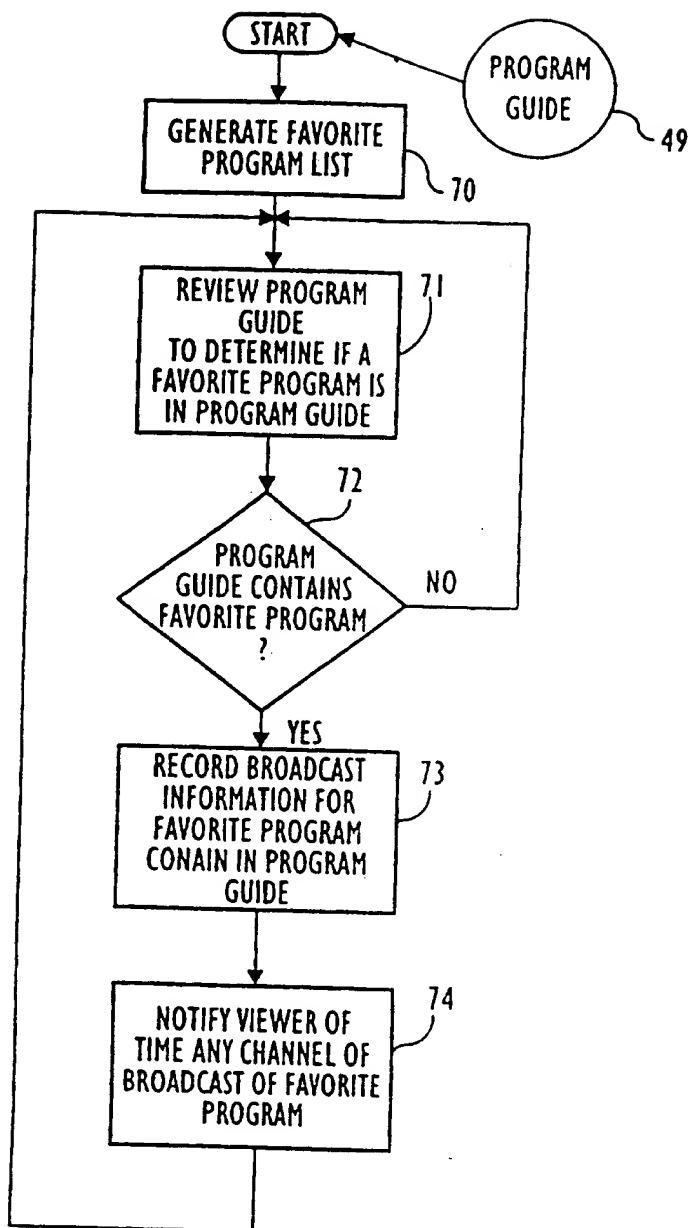 START
PROGRAM
GUIDE
49
GENERATE FAVORITE
PROGRAM LIST
70
REVIEW PROGRAM
GUIDE
TO DETERMINE IF A
FAVORITE PROGRAM IS
IN PROGRAM GUIDE
71
72
PROGRAM
GUIDE CONTAINS
FAVORITE PROGRAM
?
NO
YES
RECORD BROADCAST
INFORMATION FOR
FAVORITE PROGRAM
CONAIN IN PROGRAM
GUIDE
73
NOTIFY VIEWER OF
TIME ANY CHANNEL OF
BROADCAST OF FAVORITE
PROGRAM
74